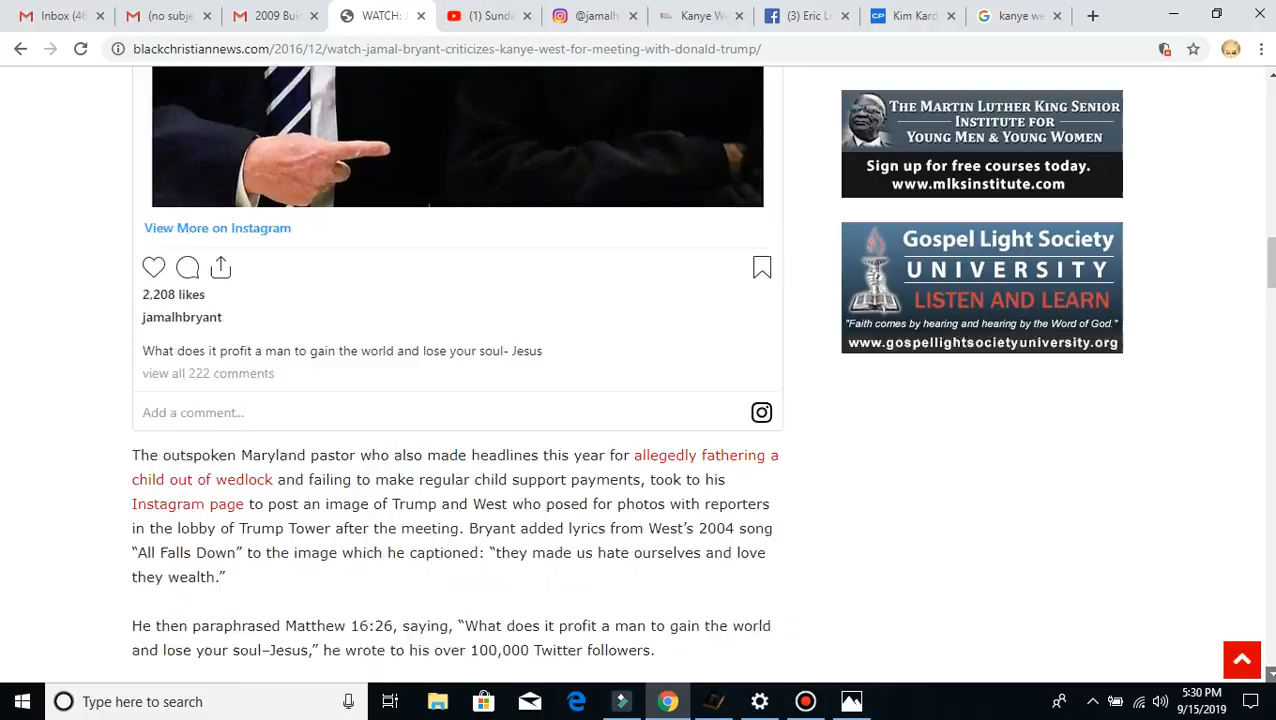 Inbox (46
(no subje
2009 Buic
WATCH: J
(1) Sunda
@jamalh
Kanye W
(3) Eric L
Kim Kard
kanye we
blackchristiannews.com/2016/12/watch-jamal-bryant-criticizes-kanye-west-for-meeting-with-donald-trump/
THE MARTIN LUTHER KING SENIOR
INSTITUTE FOR
YOUNG MEN & YOUNG WOMEN
Sign up for free courses today.
www.mlksinstitute.com
View More on Instagram
Gospel Light Society
UNIVERSITY
LISTEN AND LEARN
"Faith comes by hearing and hearing by the Word of God."
www.gospellightsocietyuniversity.org
2,208 likes
jamalhbryant
What does it profit a man to gain the world and lose your soul- Jesus
view all 222 comments
Add a comment...
The outspoken Maryland pastor who also made headlines this year for allegedly fathering a
child out of wedlock and failing to make regular child support payments, took to his
Instagram page to post an image of Trump and West who posed for photos with reporters
in the lobby of Trump Tower after the meeting. Bryant added lyrics from West's 2004 song
“All Falls Down” to the image which he captioned: “they made us hate ourselves and love
they wealth.”
He then paraphrased Matthew 16:26, saying, “What does it profit a man to gain the world
and lose your soul–Jesus,” he wrote to his over 100,000 Twitter followers.
Type here to search
3:30 PM
9/15/2019